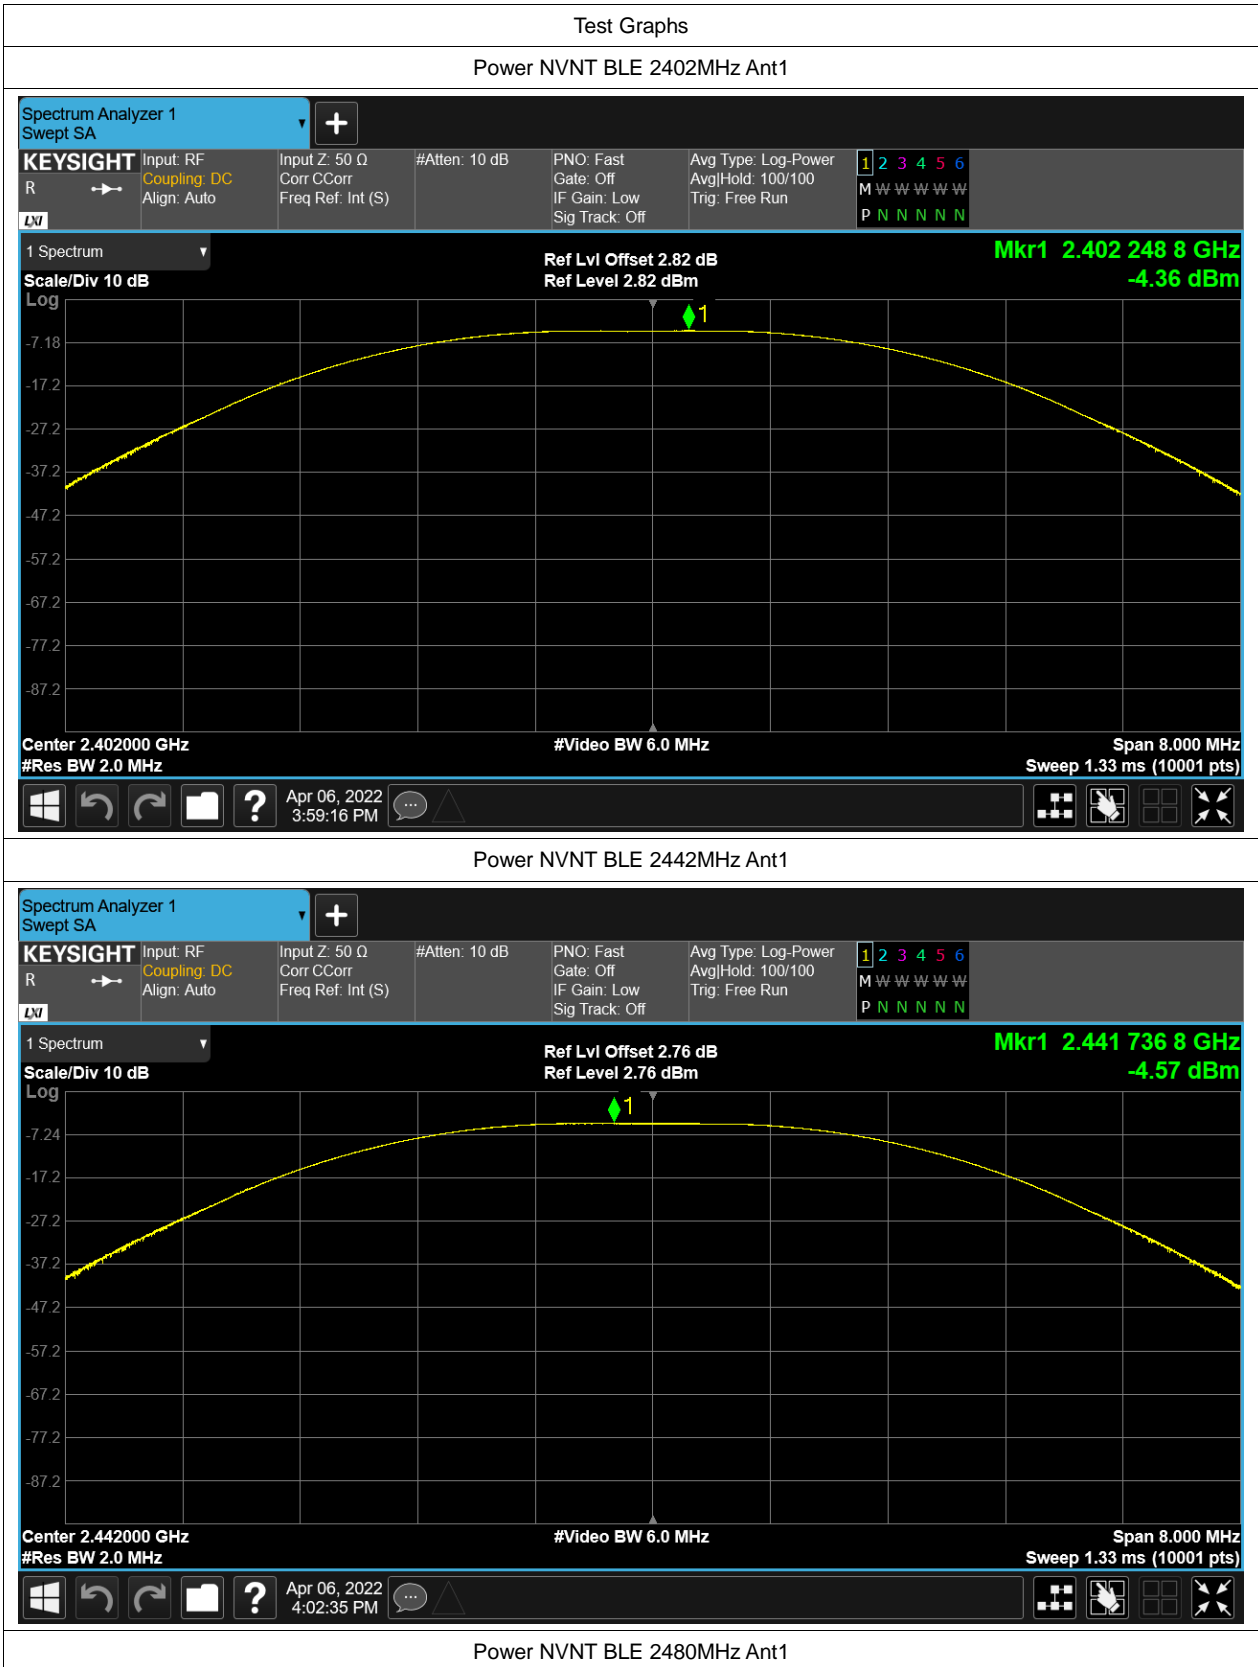 Test Graphs
Power NVNT BLE 2402MHz Ant1
Spectrum Analyzer 1
Swept SA
KEYSIGHT Input: RF Input Z: 50 Ω #Atten: 10 dB PNO: Fast Avg Type: Log-Power 1 2 3 4 5 6
R Coupling: DC Corr CCorr Gate: Off Avg|Hold: 100/100 M W W W W W
Align: Auto Freq Ref: Int (S) IF Gain: Low Trig: Free Run
LXI Sig Track: Off P N N N N N
1 Spectrum Ref Lvl Offset 2.82 dB Mkr1 2.402 248 8 GHz
Scale/Div 10 dB Ref Level 2.82 dBm -4.36 dBm
Log
1
-7.18
-17.2
-27.2
-37.2
-47.2
-57.2
-67.2
-77.2
-87.2
Center 2.402000 GHz #Video BW 6.0 MHz Span 8.000 MHz
#Res BW 2.0 MHz Sweep 1.33 ms (10001 pts)
? Apr 06, 2022
3:59:16 PM
Power NVNT BLE 2442MHz Ant1
Spectrum Analyzer 1
Swept SA
KEYSIGHT Input: RF Input Z: 50 Ω #Atten: 10 dB PNO: Fast Avg Type: Log-Power 1 2 3 4 5 6
R Coupling: DC Corr CCorr Gate: Off Avg|Hold: 100/100 M W W W W W
Align: Auto Freq Ref: Int (S) IF Gain: Low Trig: Free Run
LXI Sig Track: Off P N N N N N
1 Spectrum Ref Lvl Offset 2.76 dB Mkr1 2.441 736 8 GHz
Scale/Div 10 dB Ref Level 2.76 dBm -4.57 dBm
Log
1
-7.24
-17.2
-27.2
-37.2
-47.2
-57.2
-67.2
-77.2
-87.2
Center 2.442000 GHz #Video BW 6.0 MHz Span 8.000 MHz
#Res BW 2.0 MHz Sweep 1.33 ms (10001 pts)
? Apr 06, 2022
4:02:35 PM
Power NVNT BLE 2480MHz Ant1